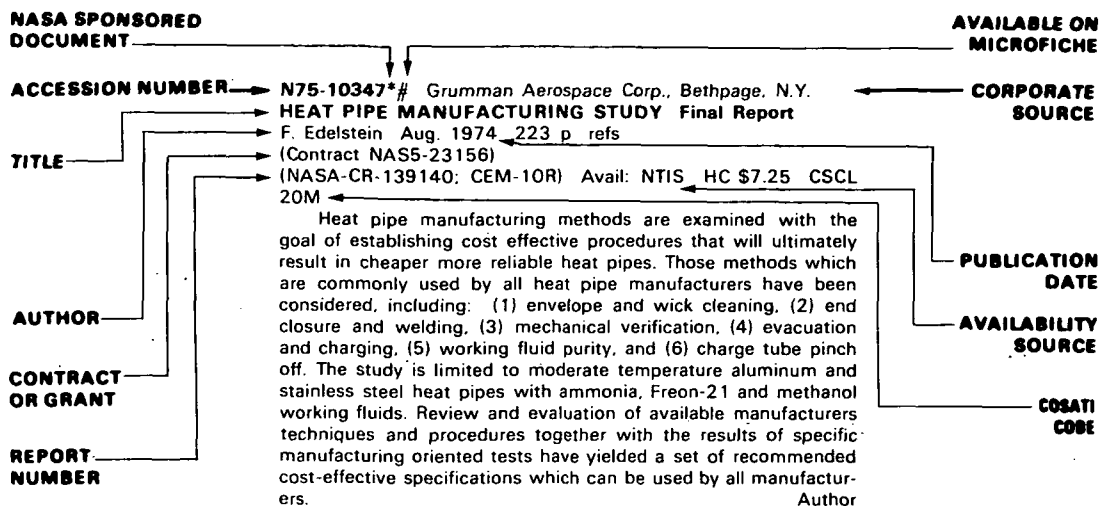 NASA SPONSORED
DOCUMENT
AVAILABLE ON
MICROFICHE
ACCESSION NUMBER
N75-10347*# Grumman Aerospace Corp., Bethpage, N.Y.
CORPORATE
SOURCE
HEAT PIPE MANUFACTURING STUDY Final Report
TITLE
F. Edelstein Aug. 1974 223 p refs
(Contract NAS5-23156)
(NASA-CR-139140; CEM-10R) Avail: NTIS HC $7.25 CSCL
20M
Heat pipe manufacturing methods are examined with the
goal of establishing cost effective procedures that will ultimately
result in cheaper more reliable heat pipes. Those methods which
are commonly used by all heat pipe manufacturers have been
considered, including: (1) envelope and wick cleaning, (2) end
closure and welding, (3) mechanical verification, (4) evacuation
and charging, (5) working fluid purity, and (6) charge tube pinch
off. The study is limited to moderate temperature aluminum and
stainless steel heat pipes with ammonia, Freon-21 and methanol
working fluids. Review and evaluation of available manufacturers
techniques and procedures together with the results of specific
manufacturing oriented tests have yielded a set of recommended
cost-effective specifications which can be used by all manufactur-
ers. Author
PUBLICATION
DATE
AUTHOR
AVAILABILITY
SOURCE
CONTRACT
OR GRANT
COSATI
CODE
REPORT
NUMBER